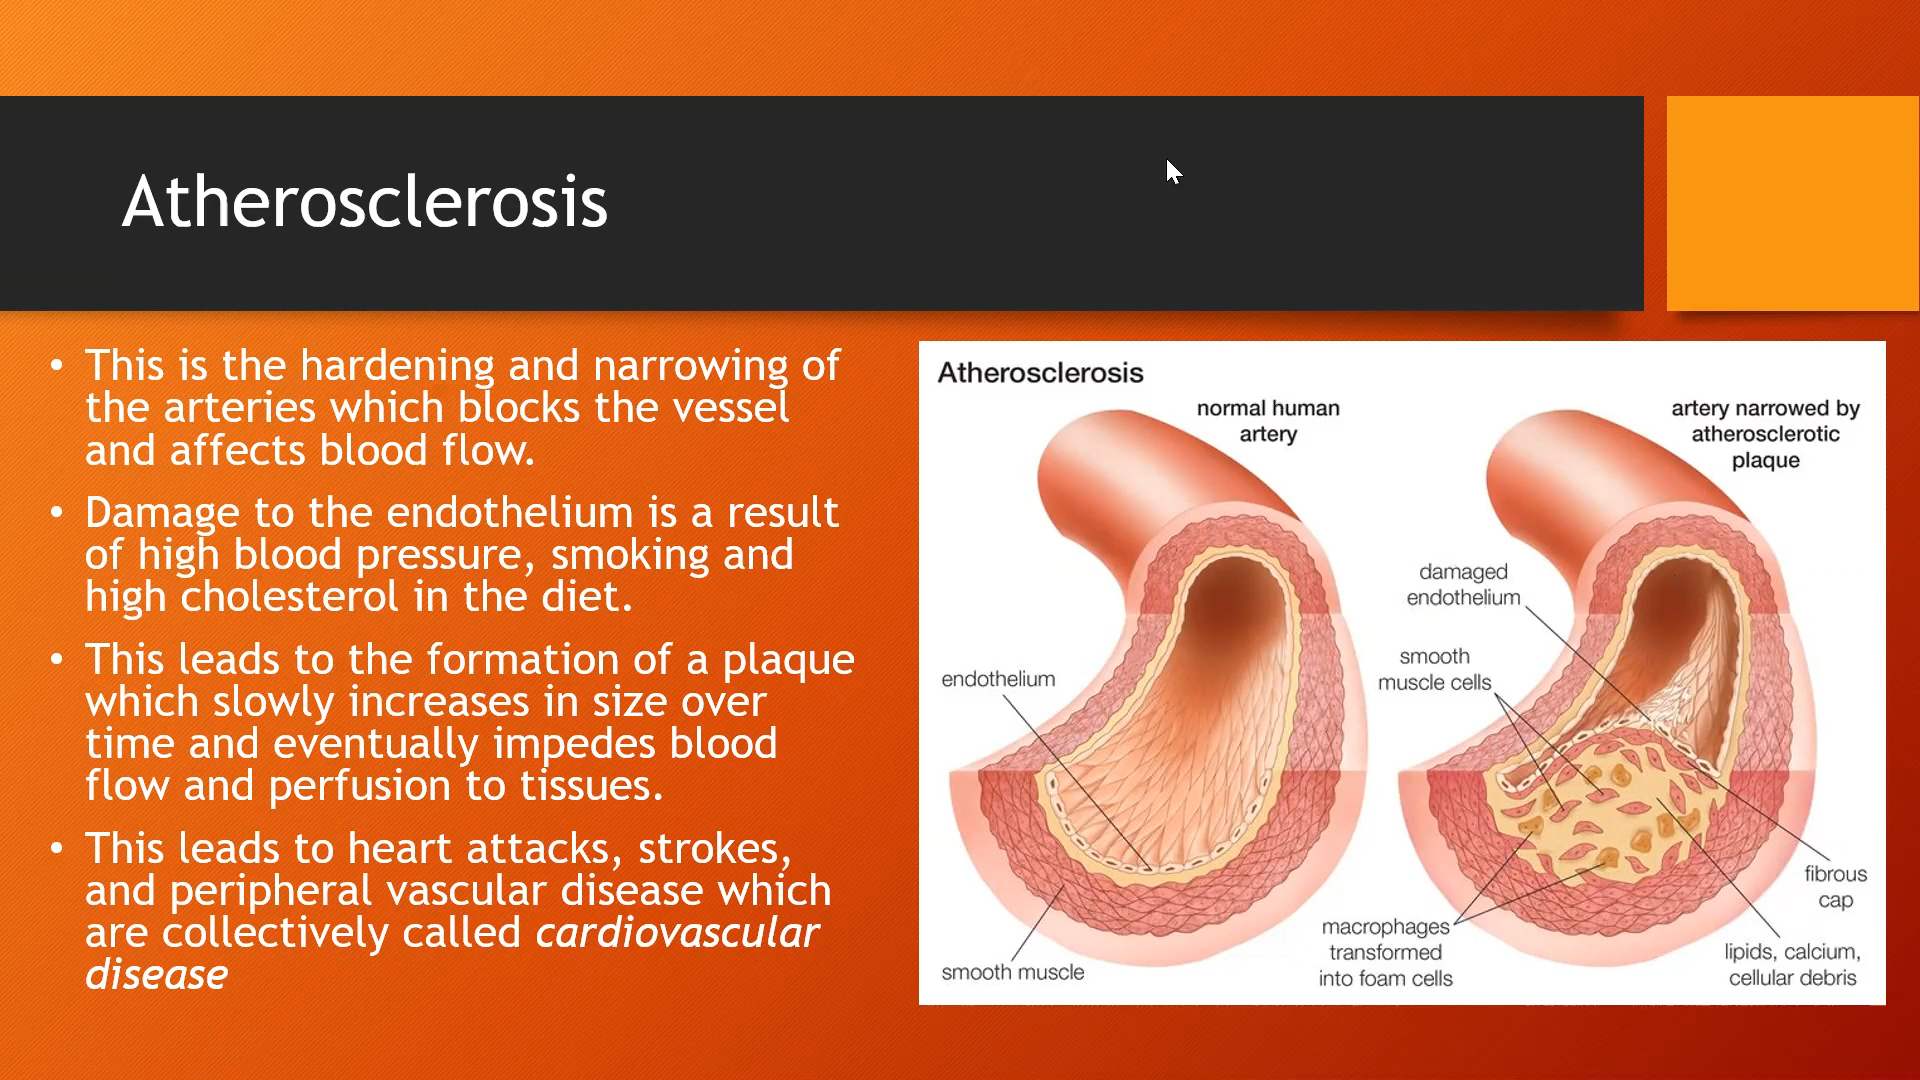 Atherosclerosis
• This is the hardening and narrowing of
the arteries which blocks the vessel
and affects blood flow.
• Damage to the endothelium is a result
of high blood pressure, smoking and
high cholesterol in the diet.
• This leads to the formation of a plaque
which slowly increases in size over
time and eventually impedes blood
flow and perfusion to tissues.
• This leads to heart attacks, strokes,
and peripheral vascular disease which
are collectively called cardiovascular
disease
Atherosclerosis
normal human
artery
endothelium
smooth muscle
artery narrowed by
atherosclerotic
plaque
damaged
endothelium
smooth
muscle cells
macrophages
transformed
into foam cells
fibrous
cap
lipids, calcium,
cellular debris